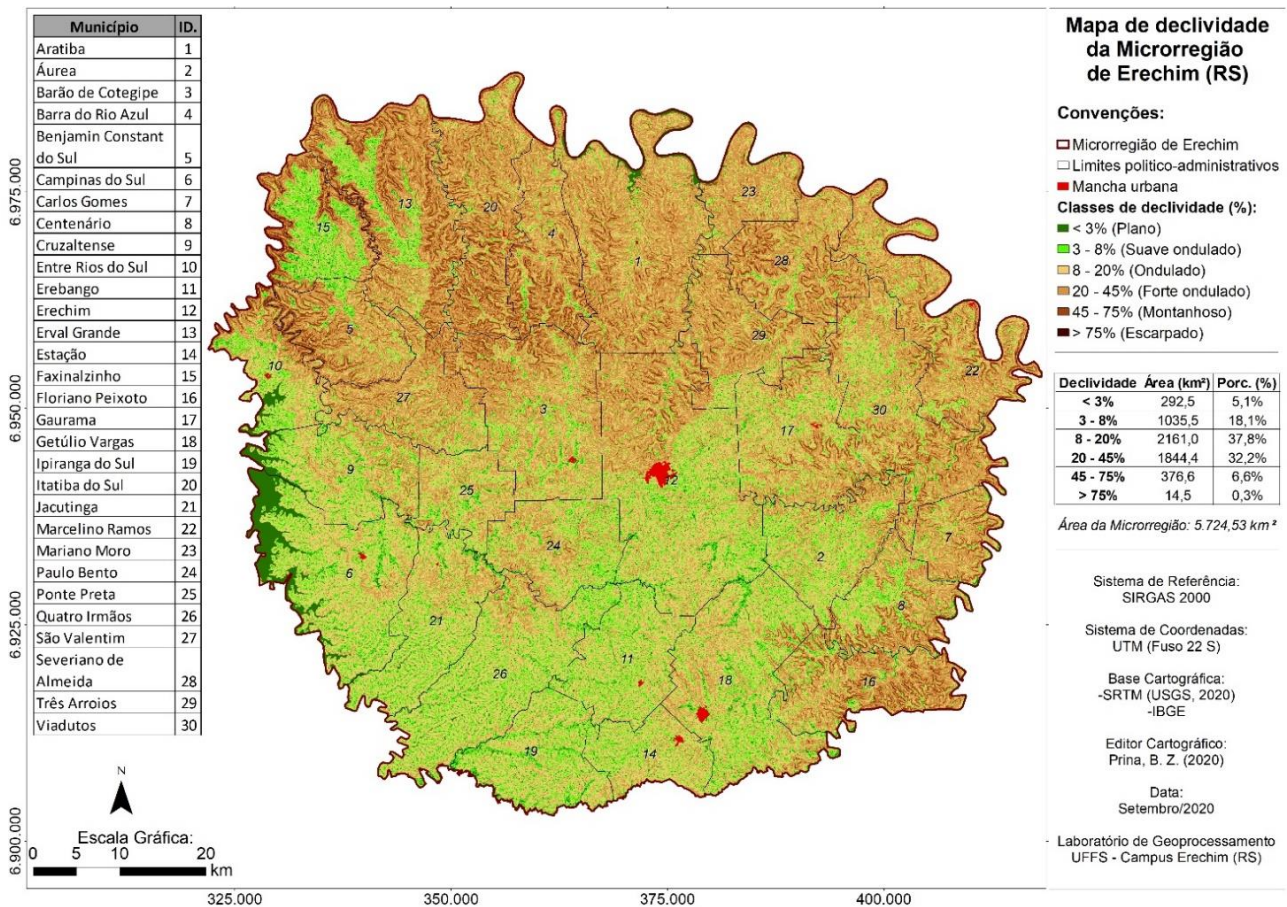 Município ID.
Aratiba 1
Áurea 2
Barão de Cotegipe 3
Barra do Rio Azul 4
Benjamin Constant
do Sul 5
Campinas do Sul 6
Carlos Gomes 7
Centenário 8
Cruzaltense 9
Entre Rios do Sul 10
Erebango 11
Erechim 12
Erval Grande 13
Estação 14
Faxinalzinho 15
Floriano Peixoto 16
Gaurama 17
Getúlio Vargas 18
Ipiranga do Sul 19
Itatiba do Sul 20
Jacutinga 21
Marcelino Ramos 22
Mariano Moro 23
Paulo Bento 24
Ponte Preta 25
Quatro Irmãos 26
São Valentim 27
Severiano de
Almeida 28
Três Arroios 29
Viadutos 30
N
Escala Gráfica:
0 5 10 20
km
6.975.000
6.950.000
6.925.000
6.900.000
325.000 350.000 375.000 400.000
23
13
20
15
4
1
28
5
29
10
22
27
3
30
17
9
12
25
24
7
2
6
8
21
11
26
18
16
19
14
Mapa de declividade
da Microrregião
de Erechim (RS)
Convenções:
Microrregião de Erechim
Limites politico-administrativos
Mancha urbana
Classes de declividade (%):
< 3% (Plano)
3 - 8% (Suave ondulado)
8 - 20% (Ondulado)
20 - 45% (Forte ondulado)
45 - 75% (Montanhoso)
> 75% (Escarpado)
Declividade Área (km²) Porc. (%)
< 3% 292,5 5,1%
3 - 8% 1035,5 18,1%
8 - 20% 2161,0 37,8%
20 - 45% 1844,4 32,2%
45 - 75% 376,6 6,6%
> 75% 14,5 0,3%
Área da Microrregião: 5.724,53 km²
Sistema de Referência:
SIRGAS 2000
Sistema de Coordenadas:
UTM (Fuso 22 S)
Base Cartográfica:
-SRTM (USGS, 2020)
-IBGE
Editor Cartográfico:
Prina, B. Z. (2020)
Data:
Setembro/2020
Laboratório de Geoprocessamento
UFFS - Campus Erechim (RS)